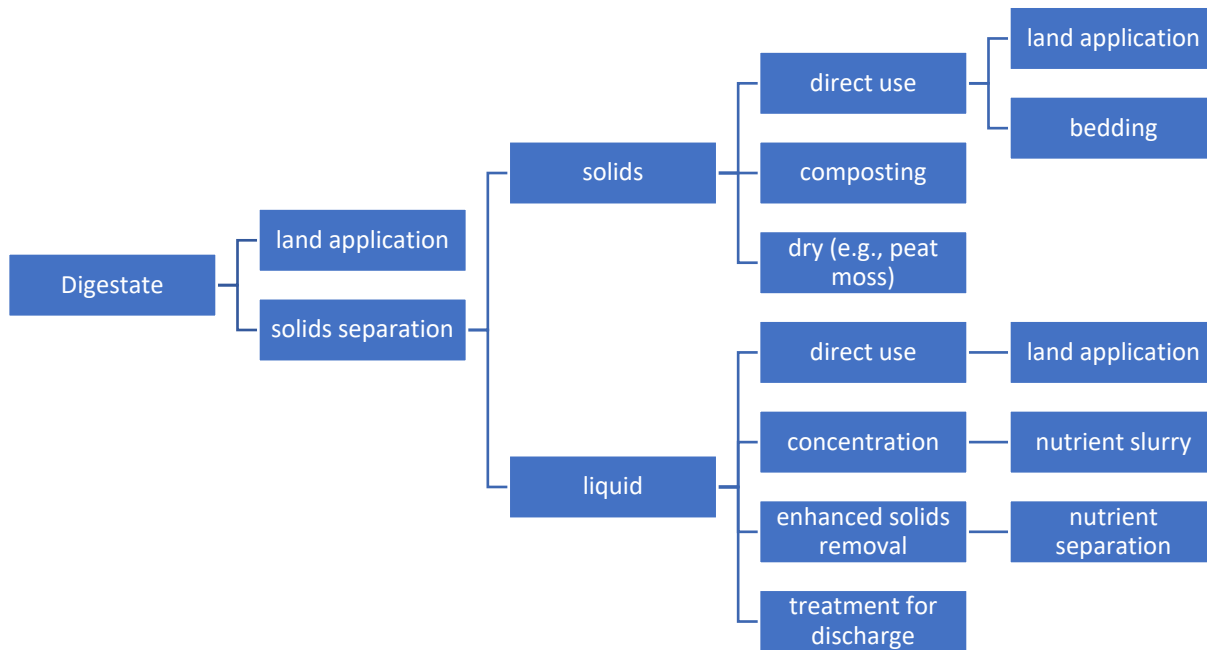 land application
direct use
bedding
solids
composting
land application
dry (e.g., peat
moss)
Digestate
solids separation
direct use
land application
concentration
nutrient slurry
liquid
enhanced solids
removal
nutrient
separation
treatment for
discharge